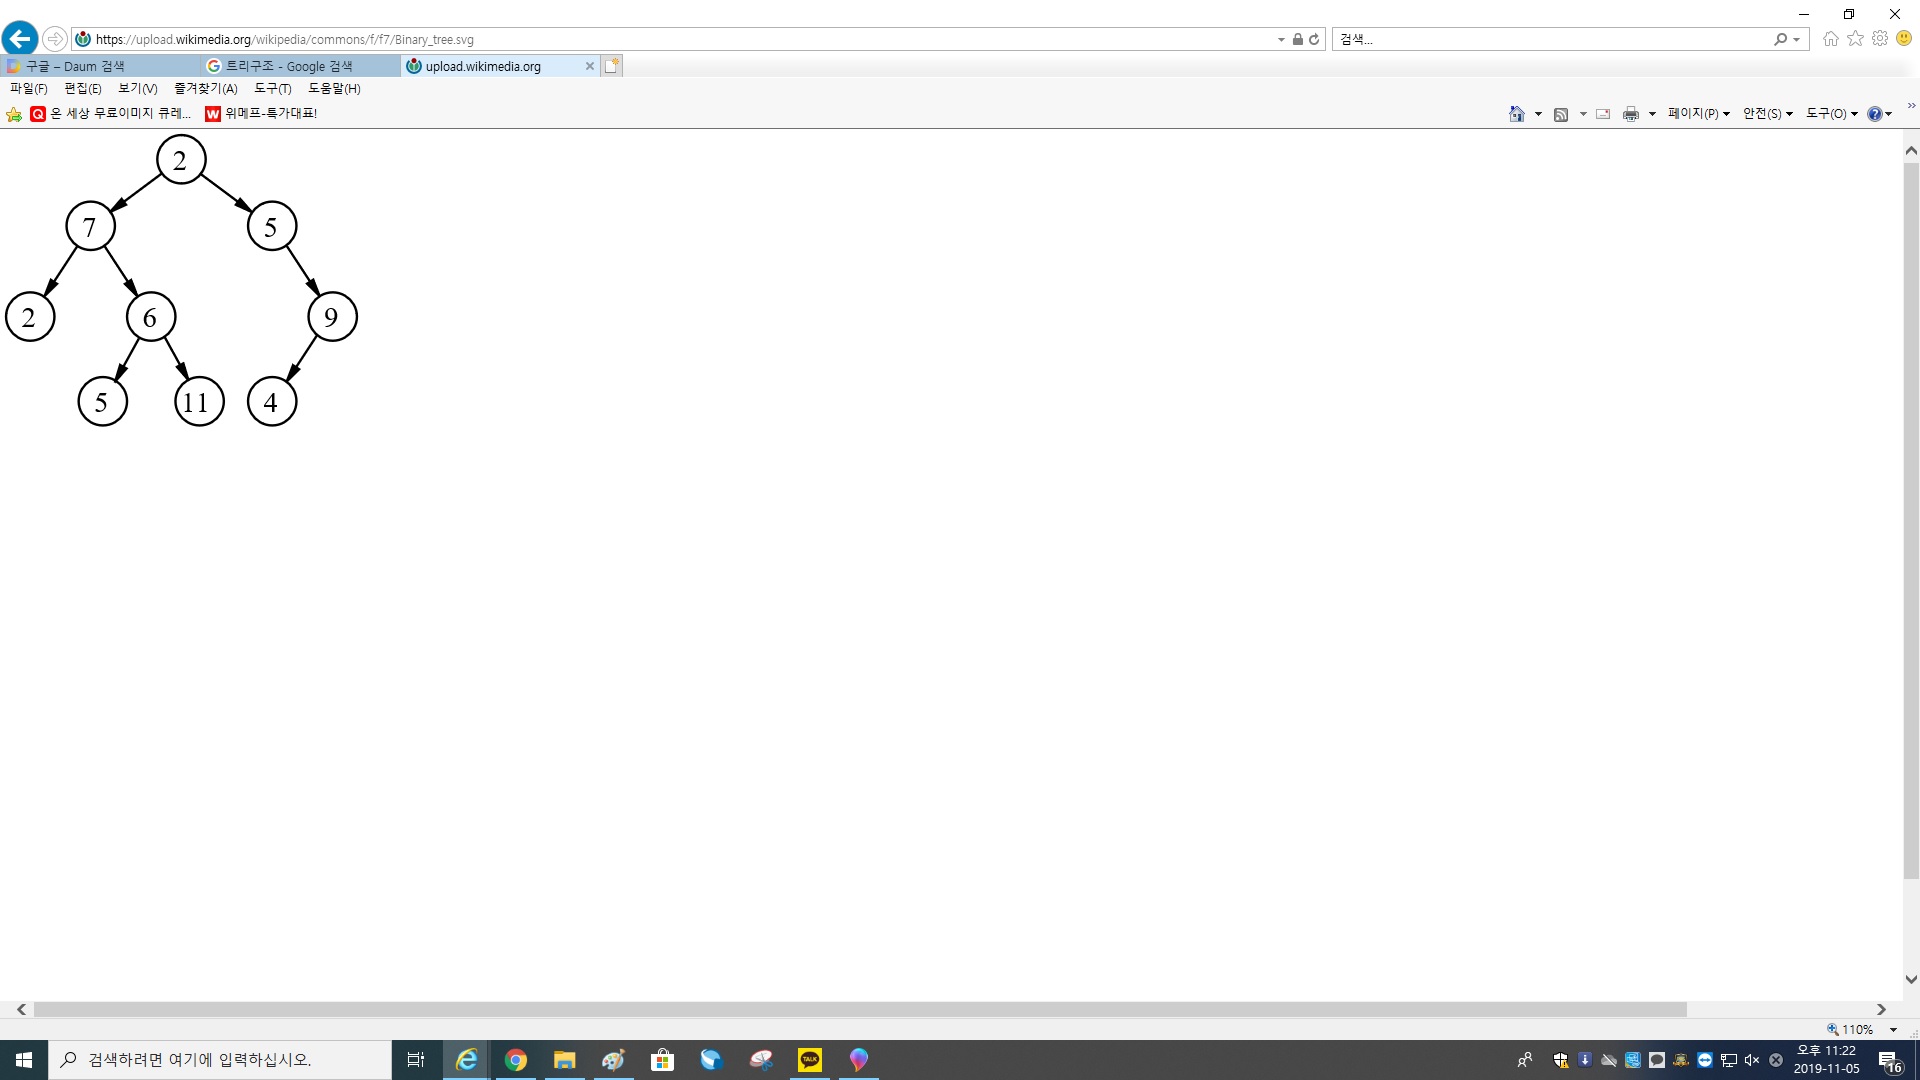 https://upload.wikimedia.org/wikipedia/commons/f/f7/Binary_tree.svg
검색...
구글 – Daum 검색
트리구조 - Google 검색
upload.wikimedia.org
파일(F) 편집(E) 보기(V) 즐겨찾기(A) 도구(T) 도움말(H)
Q 온 세상 무료이미지 큐레... W 위메프-특가대표!
페이지(P) 안전(S) 도구(O)
2
7 5
2 6 9
5 11 4
110%
검색하려면 여기에 입력하십시오.
TALK
오후 11:22
2019-11-05
16